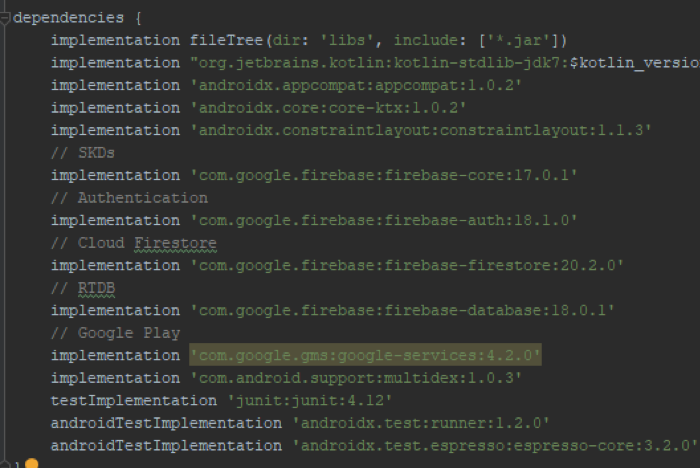 dependencies {
implementation fileTree(dir: 'libs', include: ['*.jar'])
implementation "org.jetbrains.kotlin:kotlin-stdlib-jdk7:$kotlin_versio
implementation 'androidx.appcompat:appcompat:1.0.2'
implementation 'androidx.core:core-ktx:1.0.2'
implementation 'androidx.constraintlayout:constraintlayout:1.1.3'
// SKDs
implementation 'com.google.firebase:firebase-core:17.0.1'
// Authentication
implementation 'com.google.firebase:firebase-auth:18.1.0'
// Cloud Firestore
implementation 'com.google.firebase:firebase-firestore:20.2.0'
// RTDB
implementation 'com.google.firebase:firebase-database:18.0.1'
// Google Play
implementation 'com.google.gms:google-services:4.2.0'
implementation 'com.android.support:multidex:1.0.3'
testImplementation 'junit:junit:4.12'
androidTestImplementation 'androidx.test:runner:1.2.0'
androidTestImplementation 'androidx.test.espresso:espresso-core:3.2.0'
}